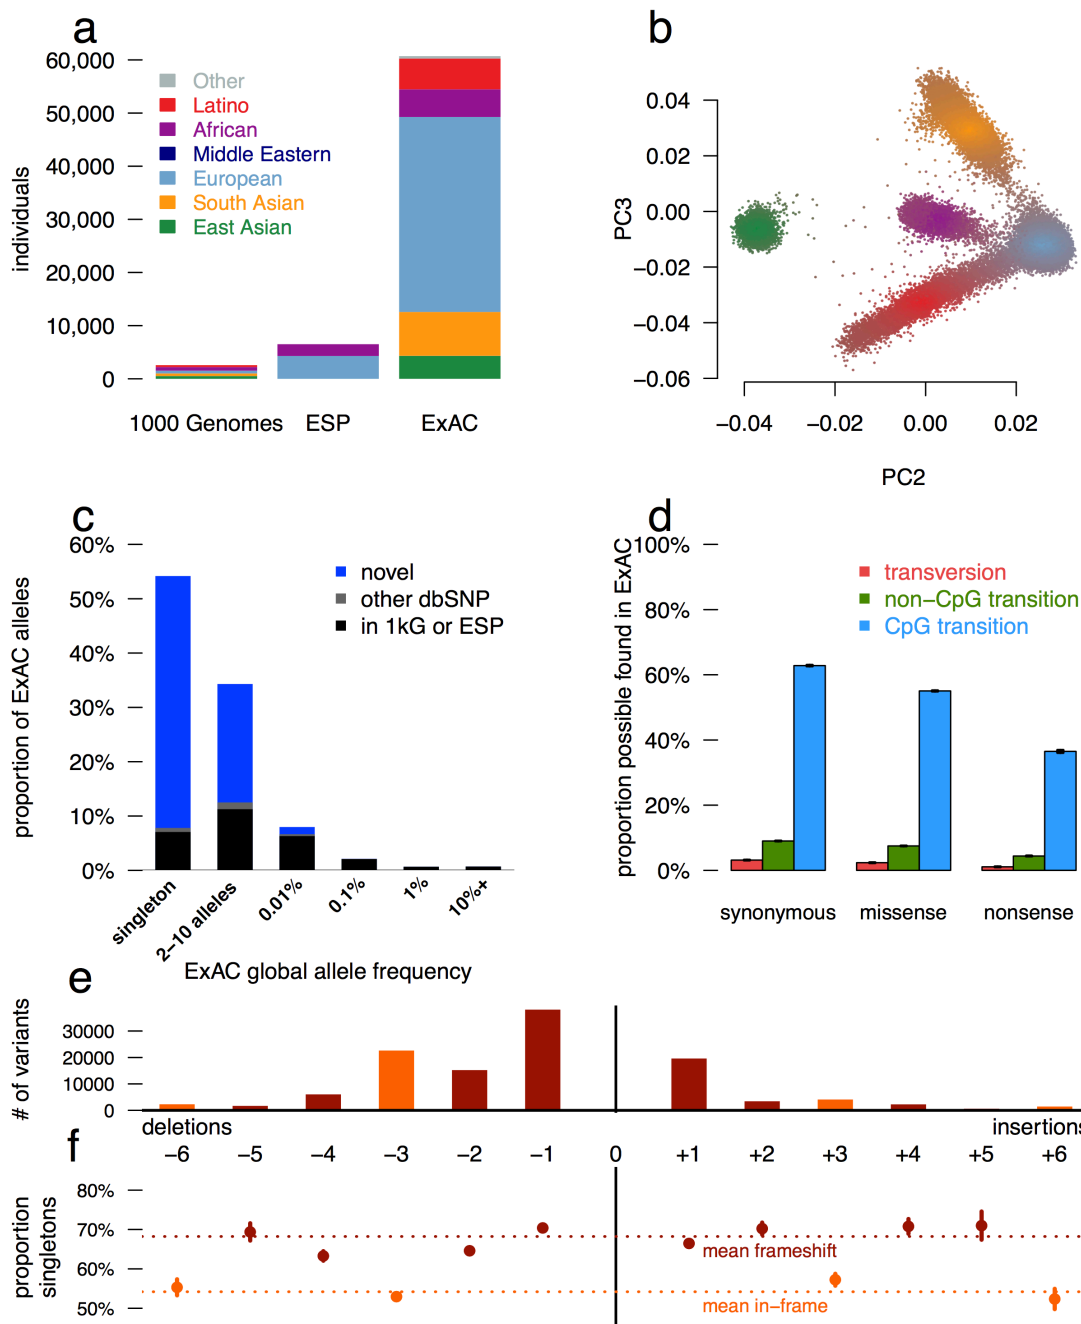 a
60,000
50,000
40,000
30,000
20,000
10,000
0
individuals
Other
Latino
African
Middle Eastern
European
South Asian
East Asian
1000 Genomes
ESP
ExAC
b
0.04
0.02
0.00
−0.02
−0.04
−0.06
PC3
−0.04
−0.02
0.00
0.02
PC2
c
60%
50%
40%
30%
20%
10%
0%
proportion of ExAC alleles
novel
other dbSNP
in 1kG or ESP
singleton
2−10 alleles
0.01%
0.1%
1%
10%+
ExAC global allele frequency
d
100%
80%
60%
40%
20%
0%
proportion possible found in ExAC
transversion
non−CpG transition
CpG transition
synonymous
missense
nonsense
e
30000
20000
10000
0
# of variants
deletions
insertions
f
−6
−5
−4
−3
−2
−1
0
+1
+2
+3
+4
+5
+6
80%
70%
60%
50%
proportion
singletons
mean frameshift
mean in−frame